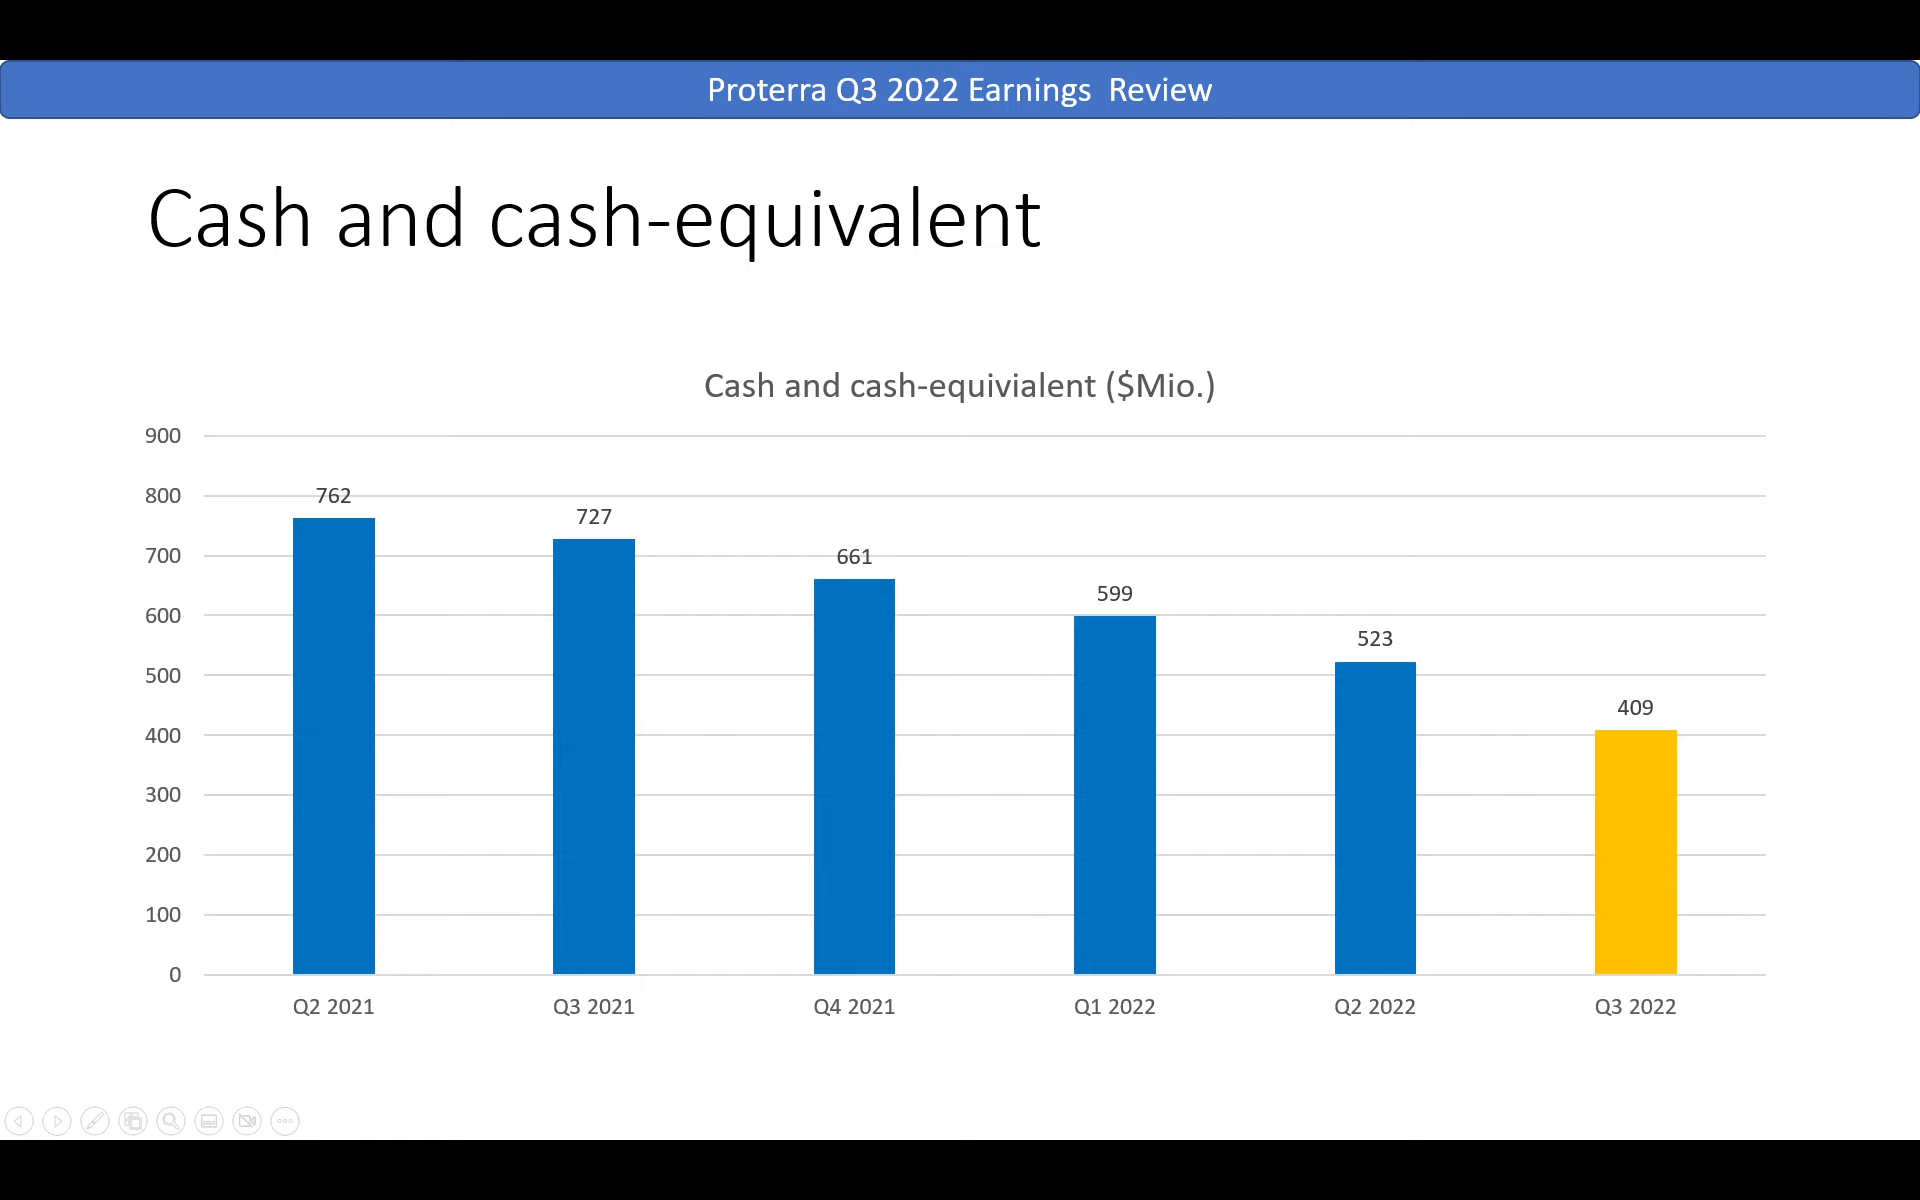 Proterra Q3 2022 Earnings  Review
Cash and cash-equivalent
Cash and cash-equivialent ($Mio.)
900
800
700
600
500
400
300
200
100
0
762
727
661
599
523
409
Q2 2021
Q3 2021
Q4 2021
Q1 2022
Q2 2022
Q3 2022